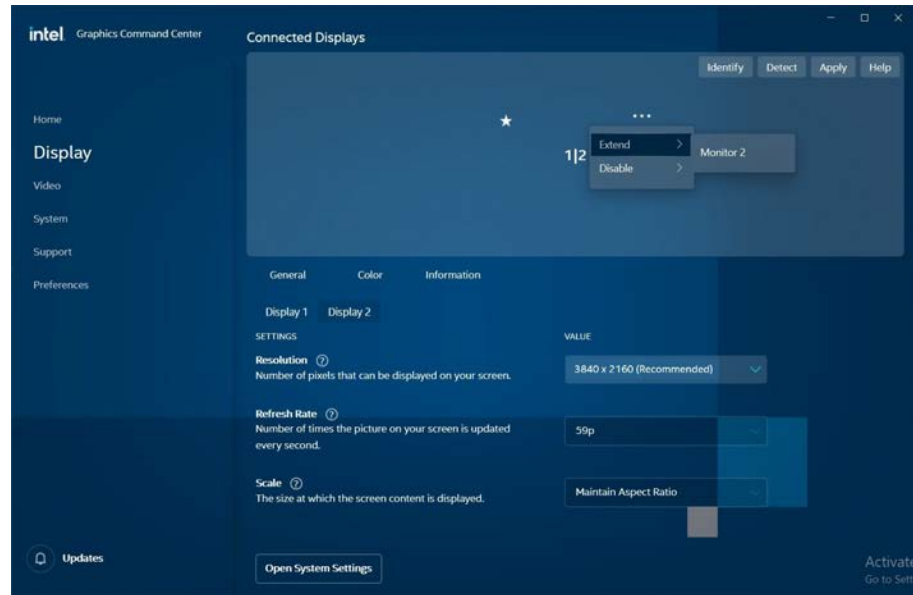 intel. Graphics Command Center
Connected Displays
Identify Detect Apply Help
Home
Display
Video
System
Support
Preferences
1|2
Extend
Monitor 2
Disable
General Color Information
Display 1 Display 2
SETTINGS VALUE
Resolution
Number of pixels that can be displayed on your screen.
3840 x 2160 (Recommended)
Refresh Rate
Number of times the picture on your screen is updated
every second.
59p
Scale
The size at which the screen content is displayed.
Maintain Aspect Ratio
Updates
Open System Settings
Activate
Go to Sett